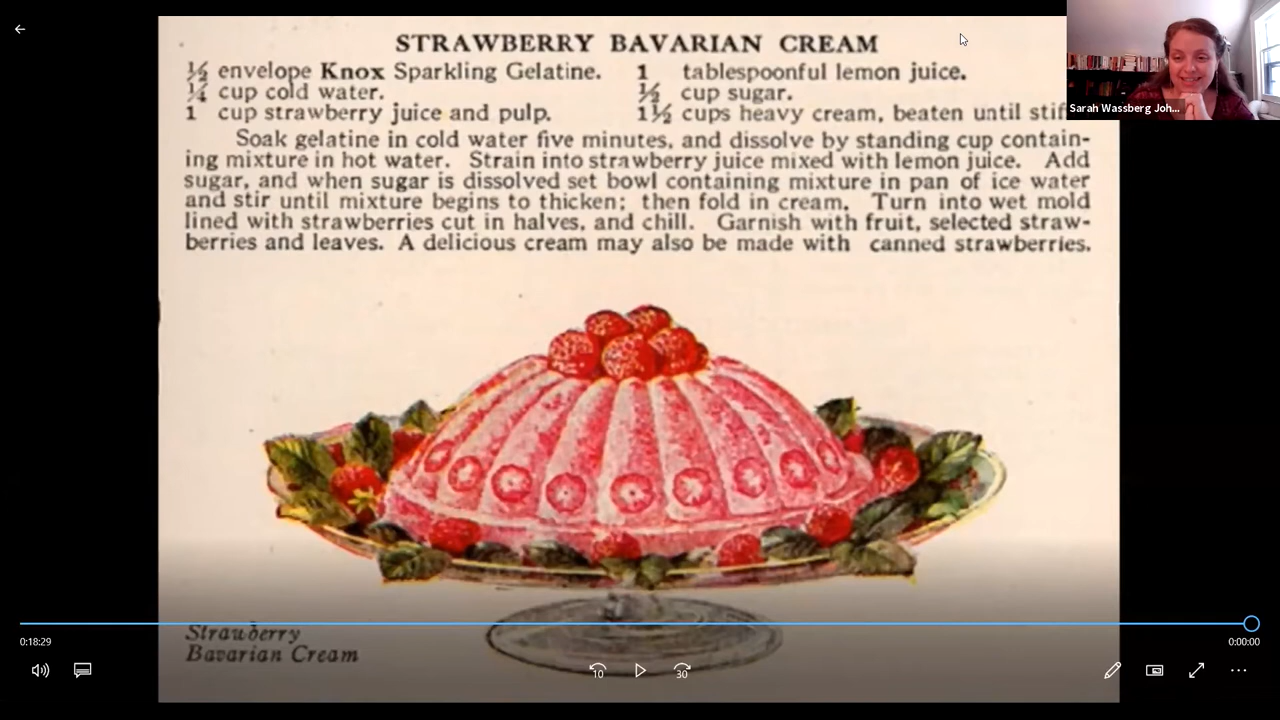 STRAWBERRY BAVARIAN CREAM
½ envelope Knox Sparkling Gelatine.
¼ cup cold water.
1 cup strawberry juice and pulp.
1 tablespoonful lemon juice.
½ cup sugar.
1½ cups heavy cream, beaten until stiff
Soak gelatine in cold water five minutes, and dissolve by standing cup contain-
ing mixture in hot water. Strain into strawberry juice mixed with lemon juice. Add
sugar, and when sugar is dissolved set bowl containing mixture in pan of ice water
and stir until mixture begins to thicken; then fold in cream. Turn into wet mold
lined with strawberries cut in halves, and chill. Garnish with fruit, selected straw-
berries and leaves. A delicious cream may also be made with canned strawberries.
Sarah Wassberg Joh...
Strawberry
Bavarian Cream
0:18:29
0:00:00
10
30